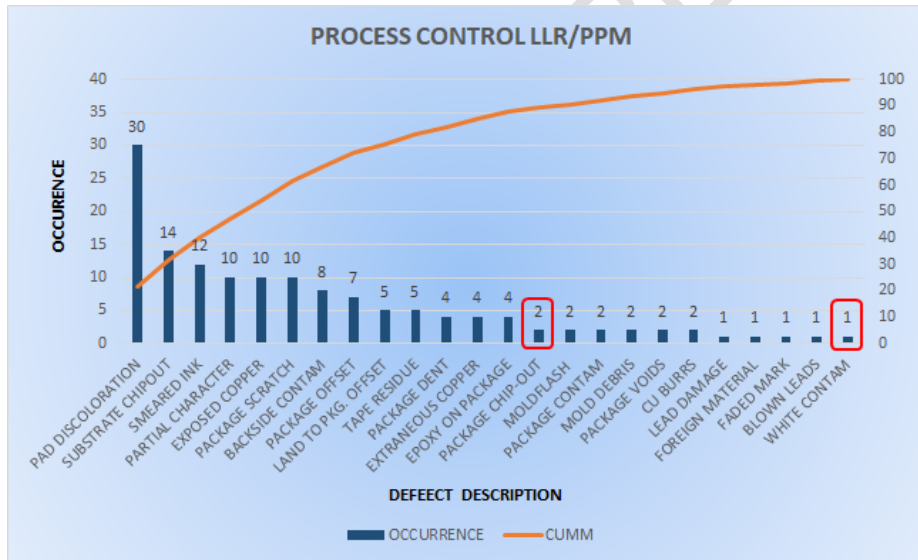 PROCESS CONTROL LLR/PPM
40
35
30
25
20
15
10
5
0
OCCURENCE
30
14
12
10
10
10
8
7
5
5
4
4
4
2
2
2
2
2
2
1
1
1
1
1
100
90
80
70
60
50
40
30
20
10
0
PAD DISCOLORATION
SUBSTRATE CHIPOUT
SMEARED INK
PARTIAL CHARACTER
EXPOSED COPPER
PACKAGE SCRATCH
BACKSIDE CONTAM
PACKAGE OFFSET
LAND TO PKG. OFFSET
TAPE RESIDUE
PACKAGE DENT
EXTRANEOUS COPPER
EPOXY ON PACKAGE
PACKAGE CHIP-OUT
MOLDFLASH
PACKAGE CONTAM
MOLD DEBRIS
PACKAGE VOIDS
CU BURRS
LEAD DAMAGE
FOREIGN MATERIAL
FADED MARK
BLOWN LEADS
WHITE CONTAM
DEFEECT DESCRIPTION
OCCURRENCE
CUMM